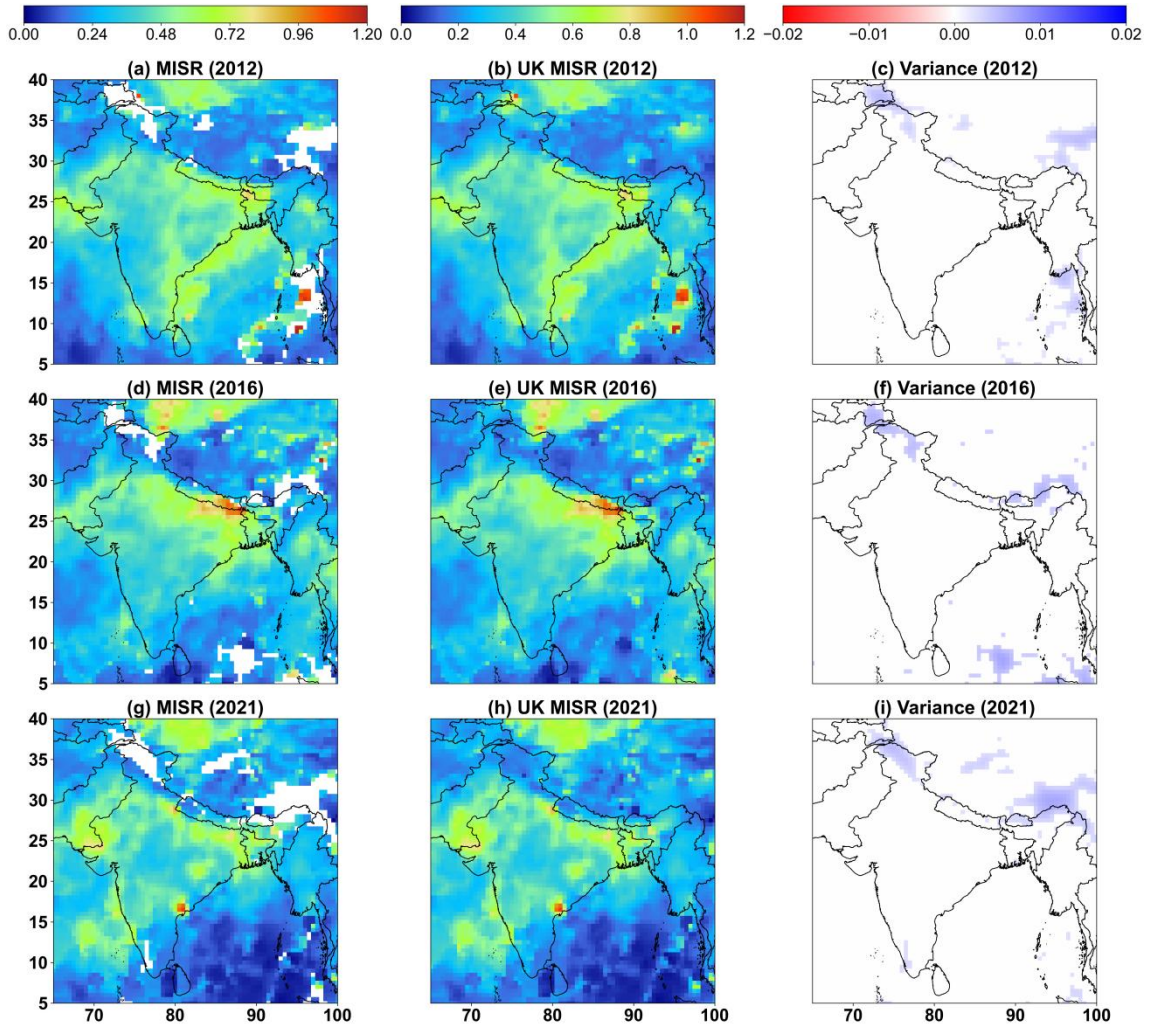 0.00 0.24 0.48 0.72 0.96 1.20
0.0 0.2 0.4 0.6 0.8 1.0 1.2
−0.02 −0.01 0.00 0.01 0.02
(a) MISR (2012)
(b) UK MISR (2012)
(c) Variance (2012)
40
35
30
25
20
15
10
5
(d) MISR (2016)
(e) UK MISR (2016)
(f) Variance (2016)
40
35
30
25
20
15
10
5
(g) MISR (2021)
(h) UK MISR (2021)
(i) Variance (2021)
40
35
30
25
20
15
10
5
70 80 90 100
70 80 90 100
70 80 90 100